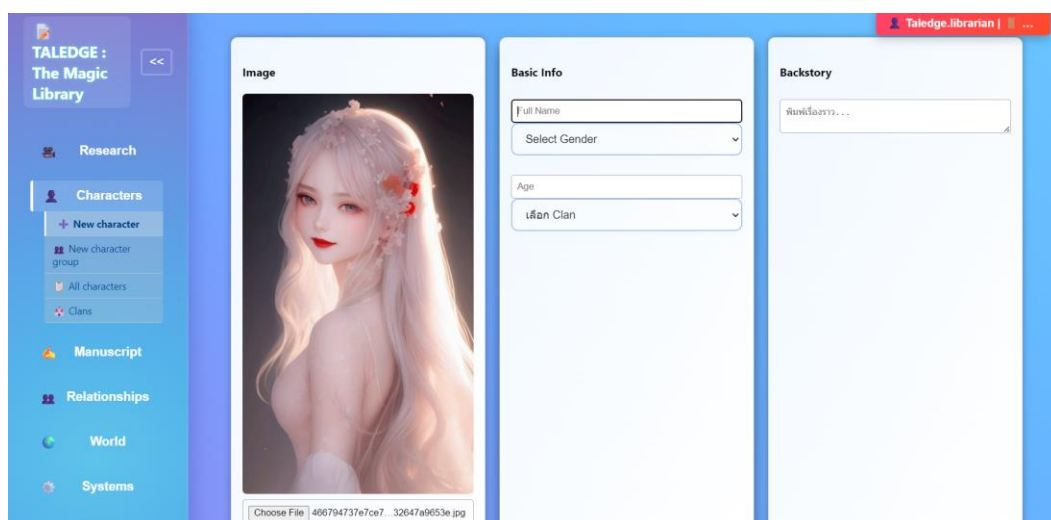 Taledge.librarian | ...
TALEDGE :
The Magic
Library
<<
Research
Characters
New character
New character
group
All characters
Clans
Manuscript
Relationships
World
Systems
Image
Choose File 466794737e7ce7...32647a9653e.jpg
Basic Info
Full Name
Select Gender
Age
เลือก Clan
Backstory
พิมพ์เรื่องราว...